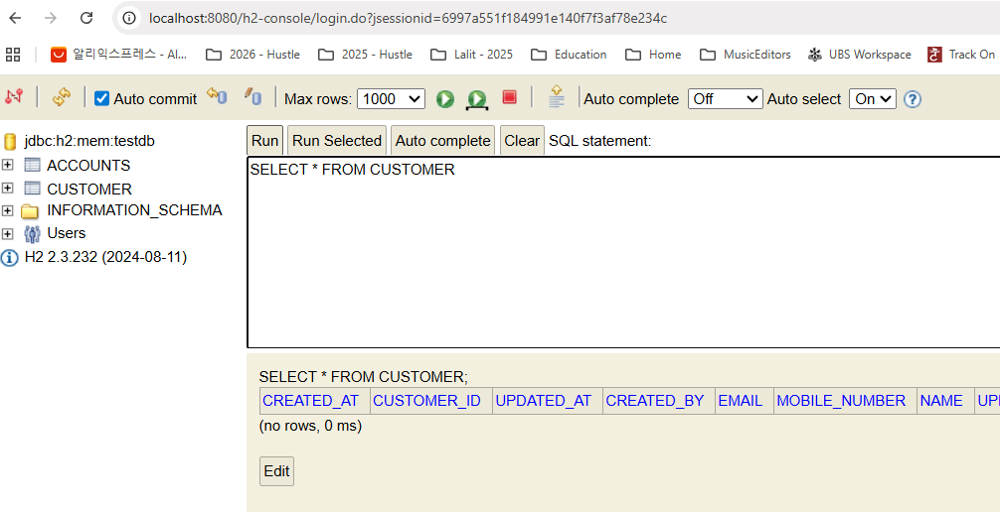 localhost:8080/h2-console/login.do?jsessionid=6997a551f184991e140f7f3af78e234c
알리익스프레스 - Al... 2026 - Hustle 2025 - Hustle Lalit - 2025 Education Home MusicEditors UBS Workspace Track On
Auto commit Max rows: 1000 Auto complete Off Auto select On ?
jdbc:h2:mem:testdb
ACCOUNTS
CUSTOMER
INFORMATION_SCHEMA
Users
H2 2.3.232 (2024-08-11)
Run Run Selected Auto complete Clear SQL statement:
SELECT * FROM CUSTOMER
SELECT * FROM CUSTOMER;
CREATED_AT CUSTOMER_ID UPDATED_AT CREATED_BY EMAIL MOBILE_NUMBER NAME UP
(no rows, 0 ms)
Edit